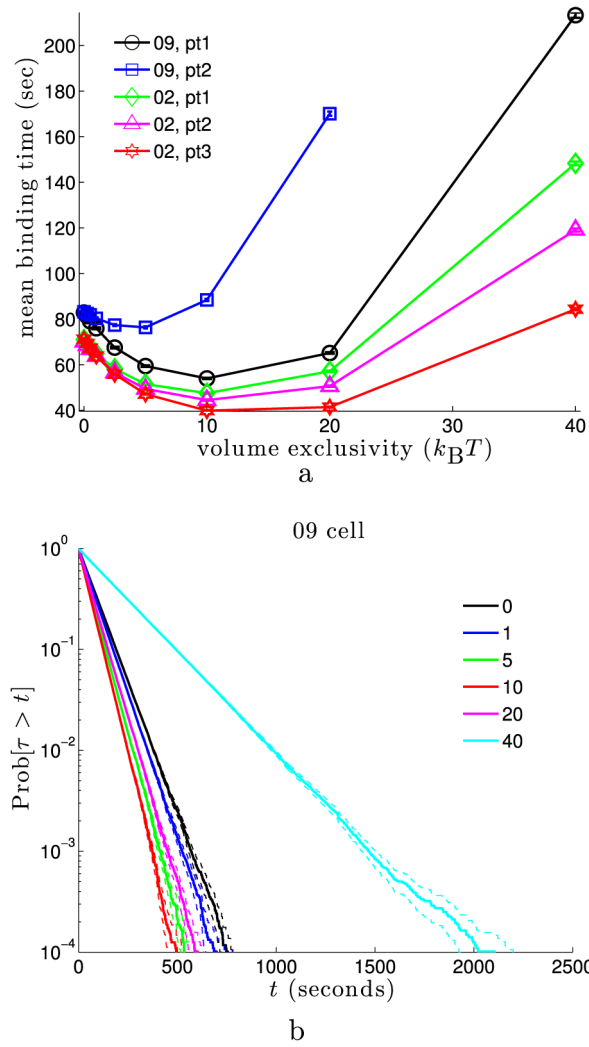 200
180
160
140
120
100
80
60
40
mean binding time (sec)
09, pt1
09, pt2
02, pt1
02, pt2
02, pt3
0 10 20 30 40
volume exclusivity (k_BT)
a
09 cell
10^0
10^-1
10^-2
10^-3
10^-4
Prob[τ > t]
0
1
5
10
20
40
0 500 1000 1500 2000 2500
t (seconds)
b